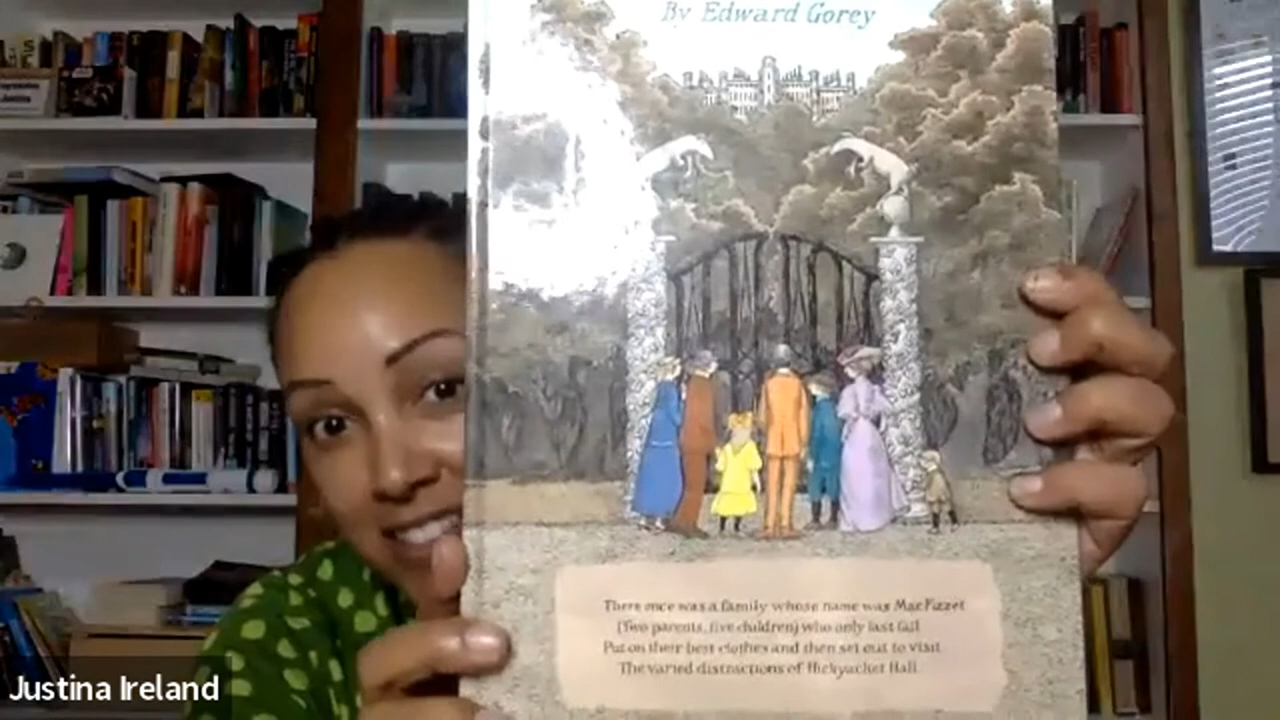 By Edward Gorey
There once was a family whose name was MacFizzet
(Two parents, five children) who only last fall
Put on their best clothes and then set out to visit
The varied distractions of Hickyacket Hall
Justina Ireland